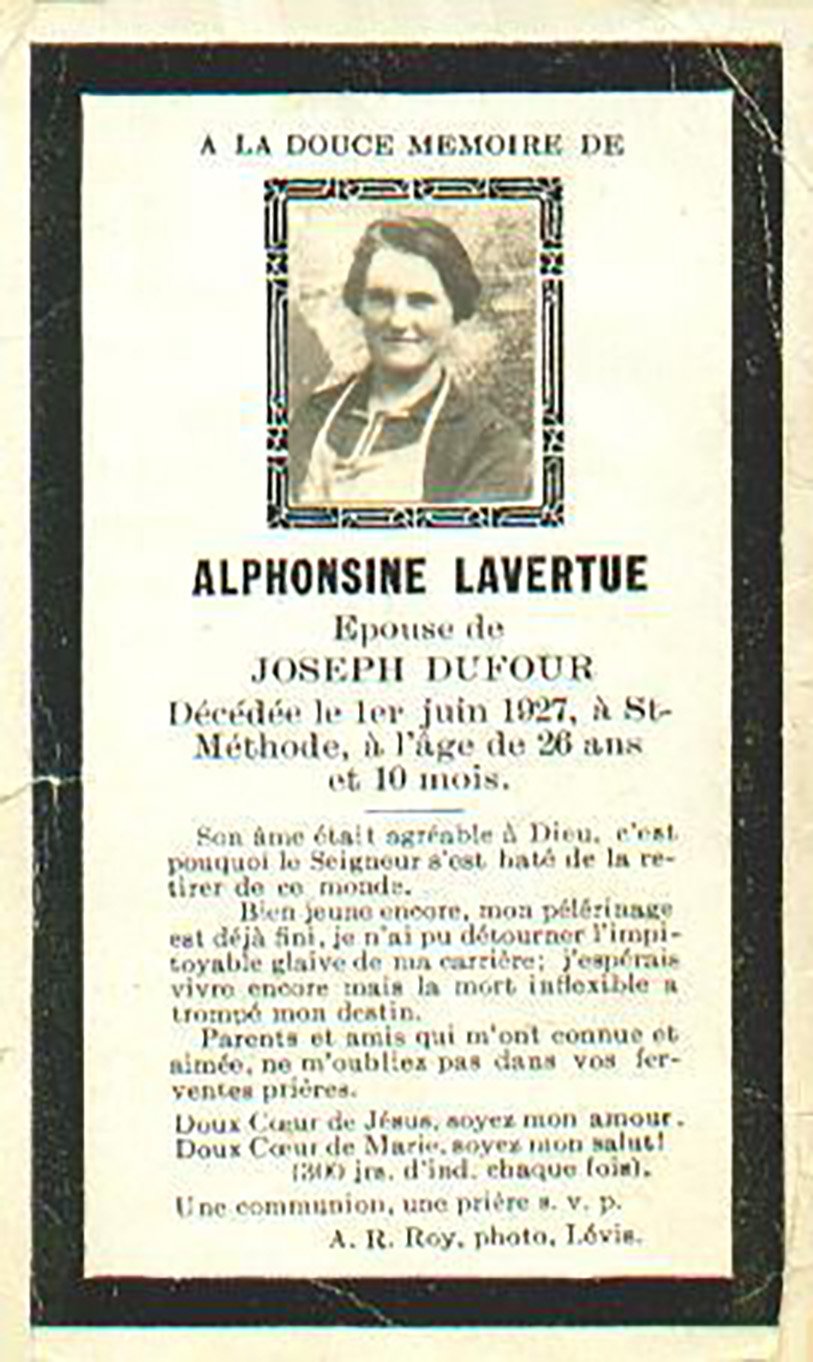 A LA DOUCE MEMOIRE DE
ALPHONSINE LAVERTUE
Epouse de
JOSEPH DUFOUR
Décédée le 1er juin 1927, à St-
Méthode, à l'âge de 26 ans
et 10 mois.
Son âme était agréable à Dieu, c'est
pouquoi le Seigneur s'est haté de la re-
tirer de ce monde.
Bien jeune encore, mon pélérinage
est déjà fini, je n'ai pu détourner l'impi-
toyable glaive de ma carrière; j'espérais
vivre encore mais la mort inflexible a
trompé mon destin.
Parents et amis qui m'ont connue et
aimée, ne m'oubliez pas dans vos fer-
ventes prières.
Doux Cœur de Jésus, soyez mon amour.
Doux Cœur de Marie, soyez mon salut!
(300 jrs. d'ind. chaque fois).
Une communion, une prière s. v. p.
A. R. Roy, photo, Lévis.